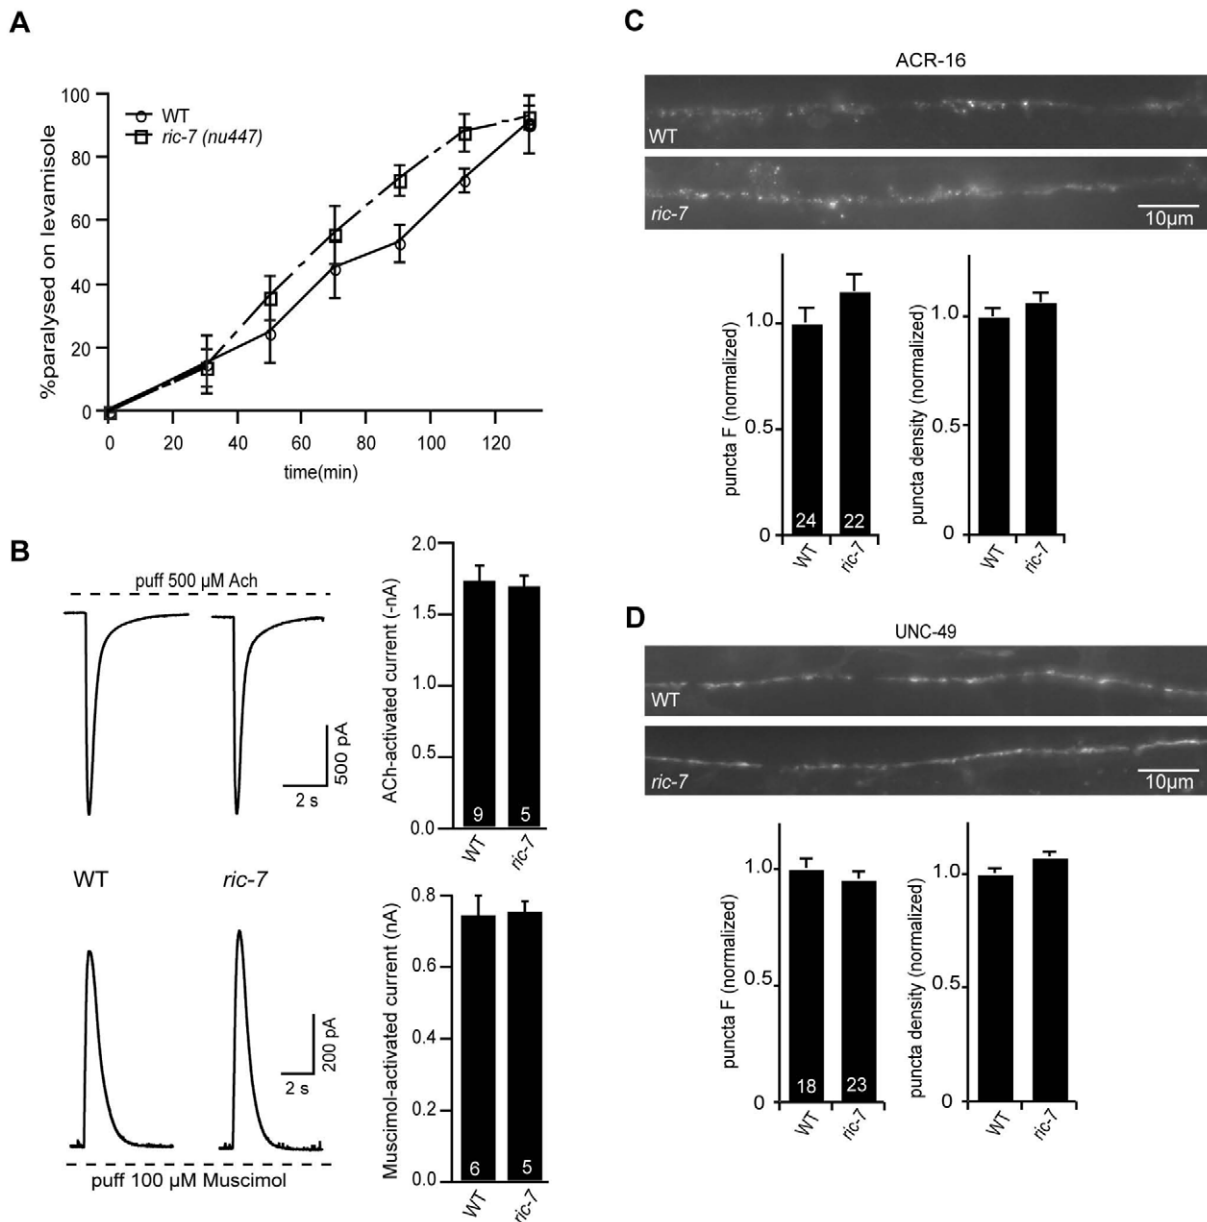 A
100
80
60
40
20
0
%paralysed on levamisole
WT
ric-7 (nu447)
0 20 40 60 80 100 120
time(min)
B
puff 500 µM Ach
500 pA
2 s
2.0
1.5
1.0
0.5
0.0
ACh-activated current (-nA)
9 5
WT ric-7
WT ric-7
200 pA
2 s
puff 100 µM Muscimol
0.8
0.6
0.4
0.2
0.0
Muscimol-activated current (nA)
6 5
WT ric-7
C
ACR-16
WT
ric-7
10µm
puncta F (normalized)
1.0
0.5
0
24 22
WT ric-7
puncta density (normalized)
1.0
0.5
0
WT ric-7
D
UNC-49
WT
ric-7
10µm
puncta F (normalized)
1.0
0.5
0
18 23
WT ric-7
puncta density (normalized)
1.0
0.5
0
WT ric-7